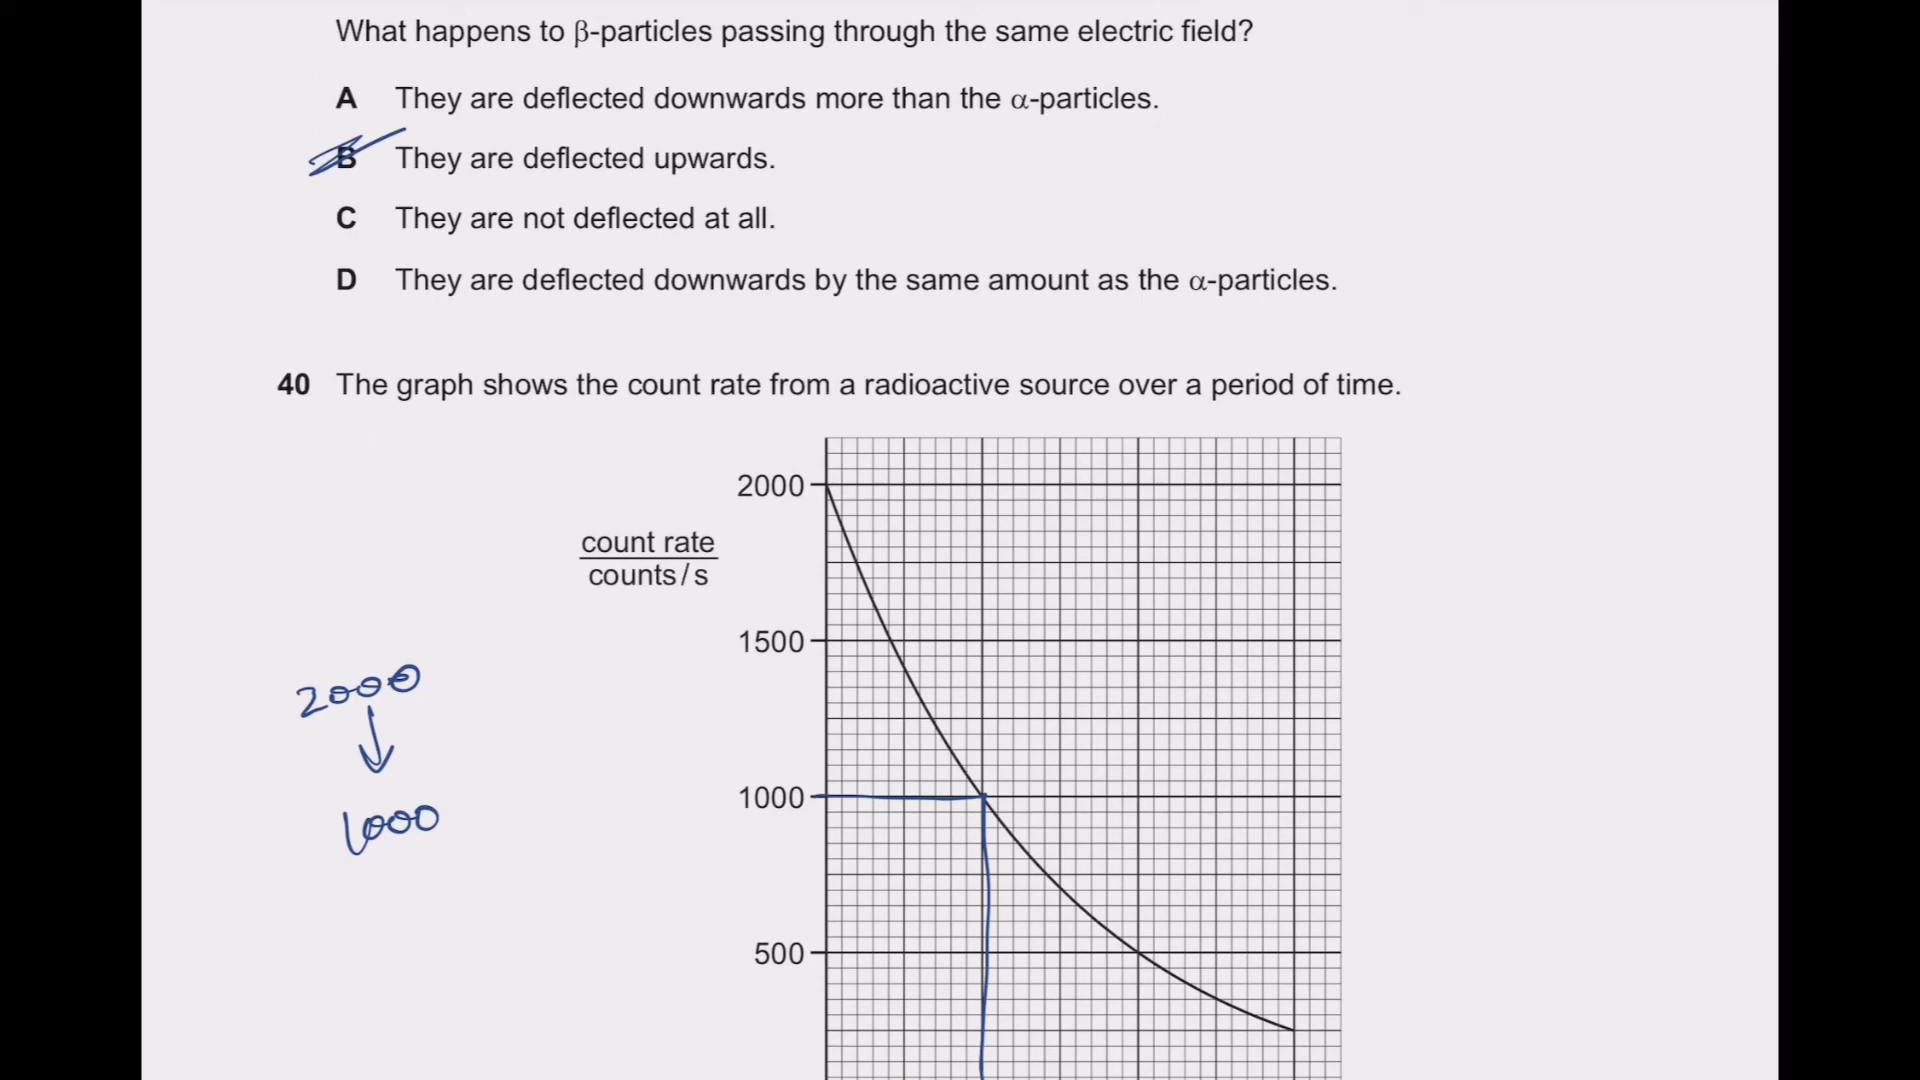 What happens to β-particles passing through the same electric field?
A They are deflected downwards more than the α-particles.
B They are deflected upwards.
C They are not deflected at all.
D They are deflected downwards by the same amount as the α-particles.
40 The graph shows the count rate from a radioactive source over a period of time.
2000
count rate
counts / s
1500
2000
1000
1000
500